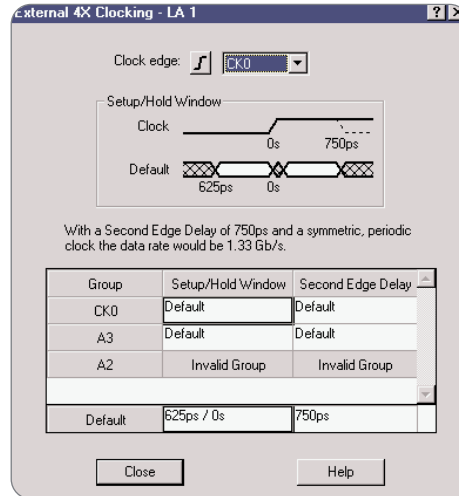 External 4X Clocking - LA 1
Clock edge: CK0
Setup/Hold Window
Clock
0s 750ps
Default
625ps 0s
With a Second Edge Delay of 750ps and a symmetric, periodic
clock the data rate would be 1.33 Gb/s.
Group Setup/Hold Window Second Edge Delay
CK0 Default Default
A3 Default Default
A2 Invalid Group Invalid Group
Default 625ps / 0s 750ps
Close Help